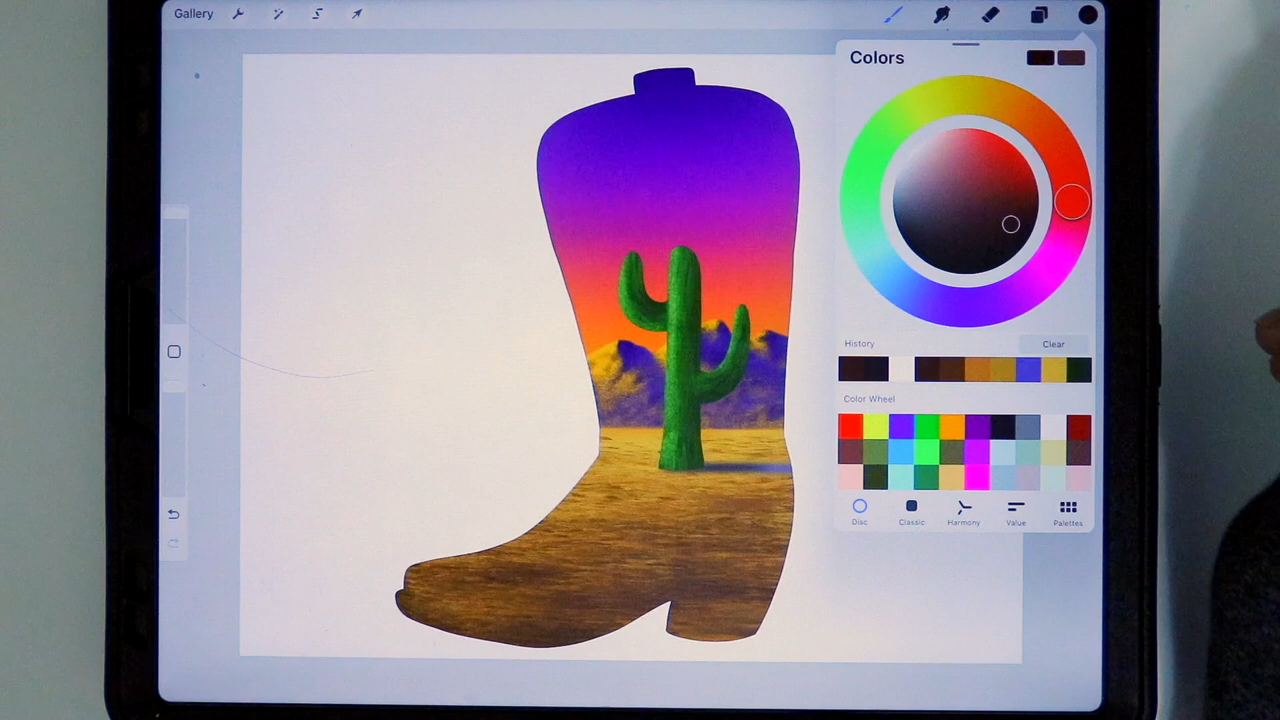 Gallery
Colors
History Clear
Color Wheel
Disc Classic Harmony Value Palettes